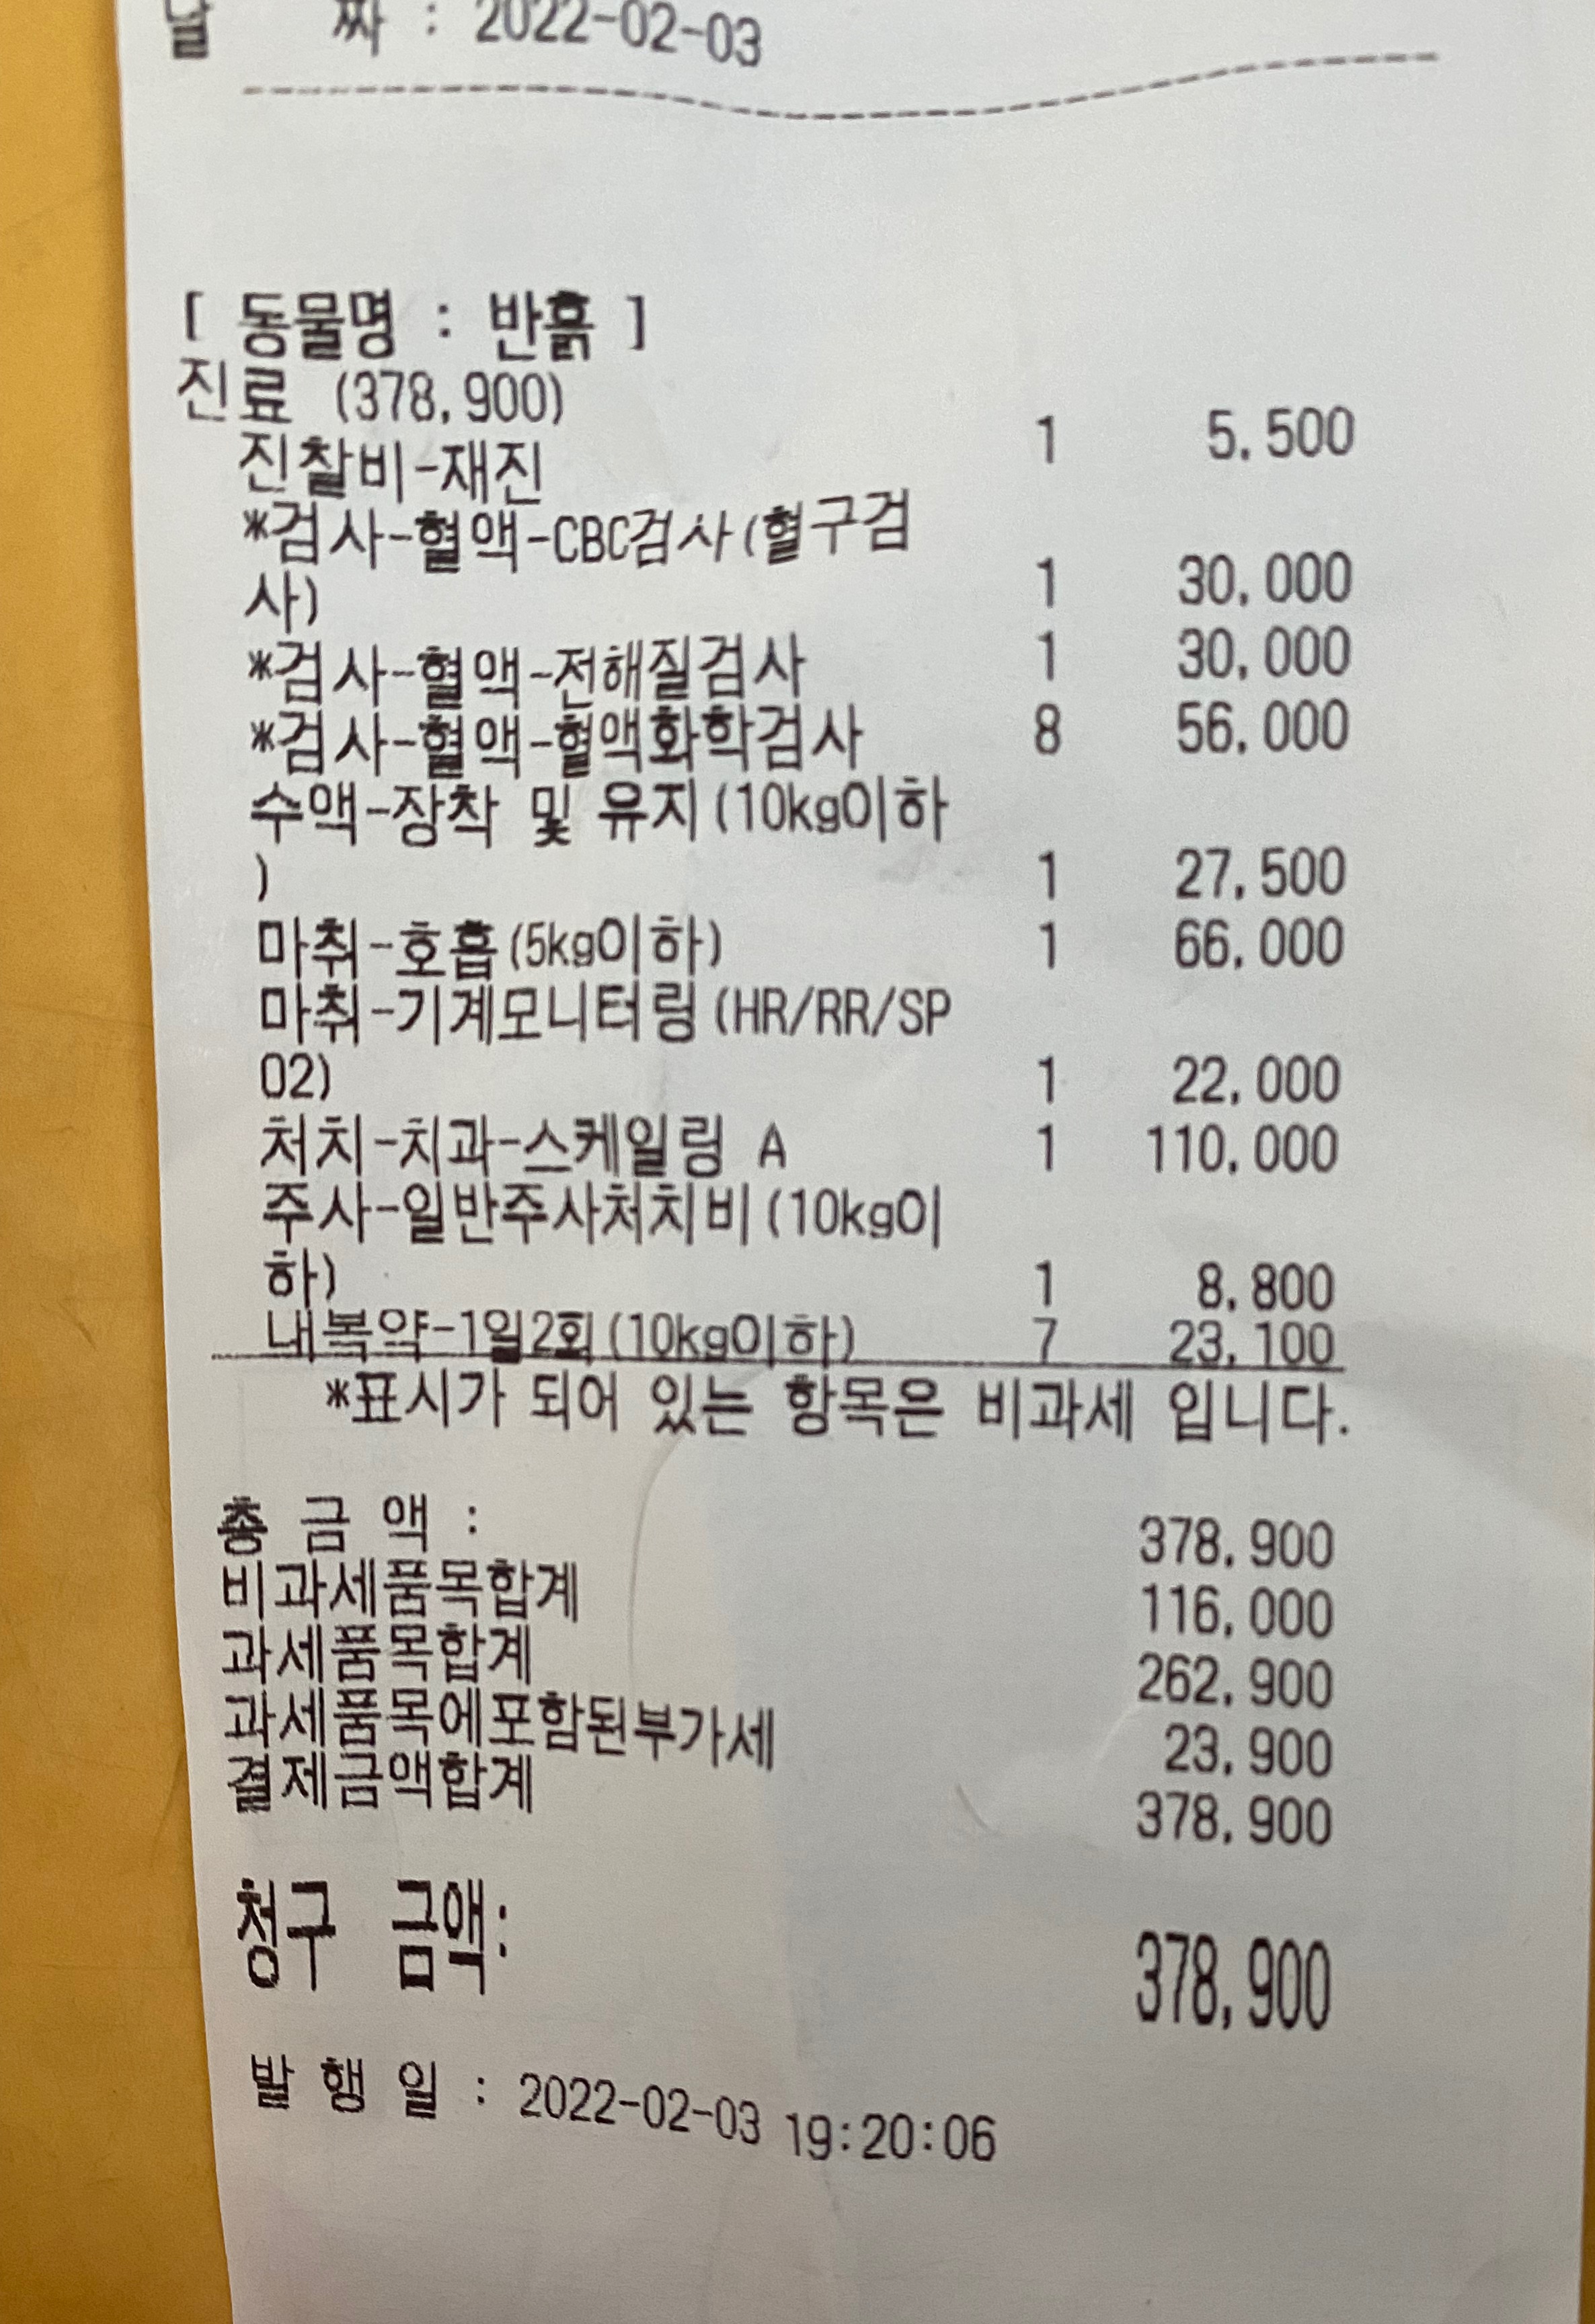 날 짜 : 2022-02-03
[ 동물명 : 반흙 ]
진료 (378,900)
진찰비-재진 1 5,500
*검사-혈액-CBC검사(혈구검
사) 1 30,000
*검사-혈액-전해질검사 1 30,000
*검사-혈액-혈액화학검사 8 56,000
수액-장착 및 유지(10kg이하
) 1 27,500
마취-호흡(5kg이하) 1 66,000
마취-기계모니터링(HR/RR/SP
O2) 1 22,000
처치-치과-스케일링 A 1 110,000
주사-일반주사처치비(10kg이
하) 1 8,800
내복약-1일2회(10kg이하) 7 23,100
*표시가 되어 있는 항목은 비과세 입니다.
총 금 액 : 378,900
비과세품목합계 116,000
과세품목합계 262,900
과세품목에포함된부가세 23,900
결제금액합계 378,900
청구 금액: 378,900
발 행 일 : 2022-02-03 19:20:06